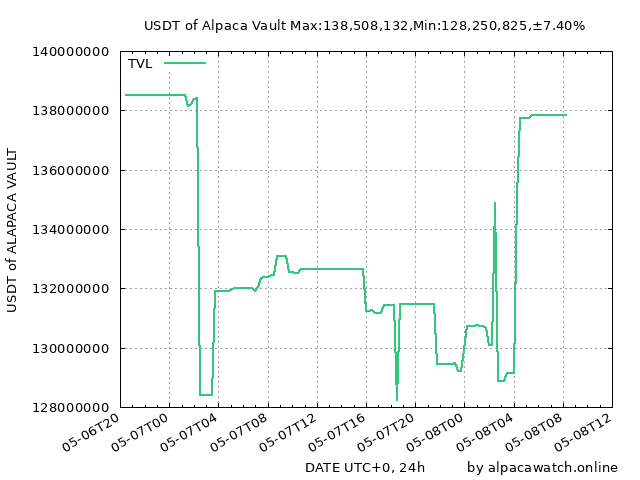 USDT of Alpaca Vault Max:138,508,132,Min:128,250,825,±7.40%
TVL
140000000
138000000
136000000
134000000
132000000
130000000
128000000
USDT of ALAPACA VAULT
05-06T20
05-07T00
05-07T04
05-07T08
05-07T12
05-07T16
05-07T20
05-08T00
05-08T04
05-08T08
05-08T12
DATE UTC+0, 24h
by alpacawatch.online